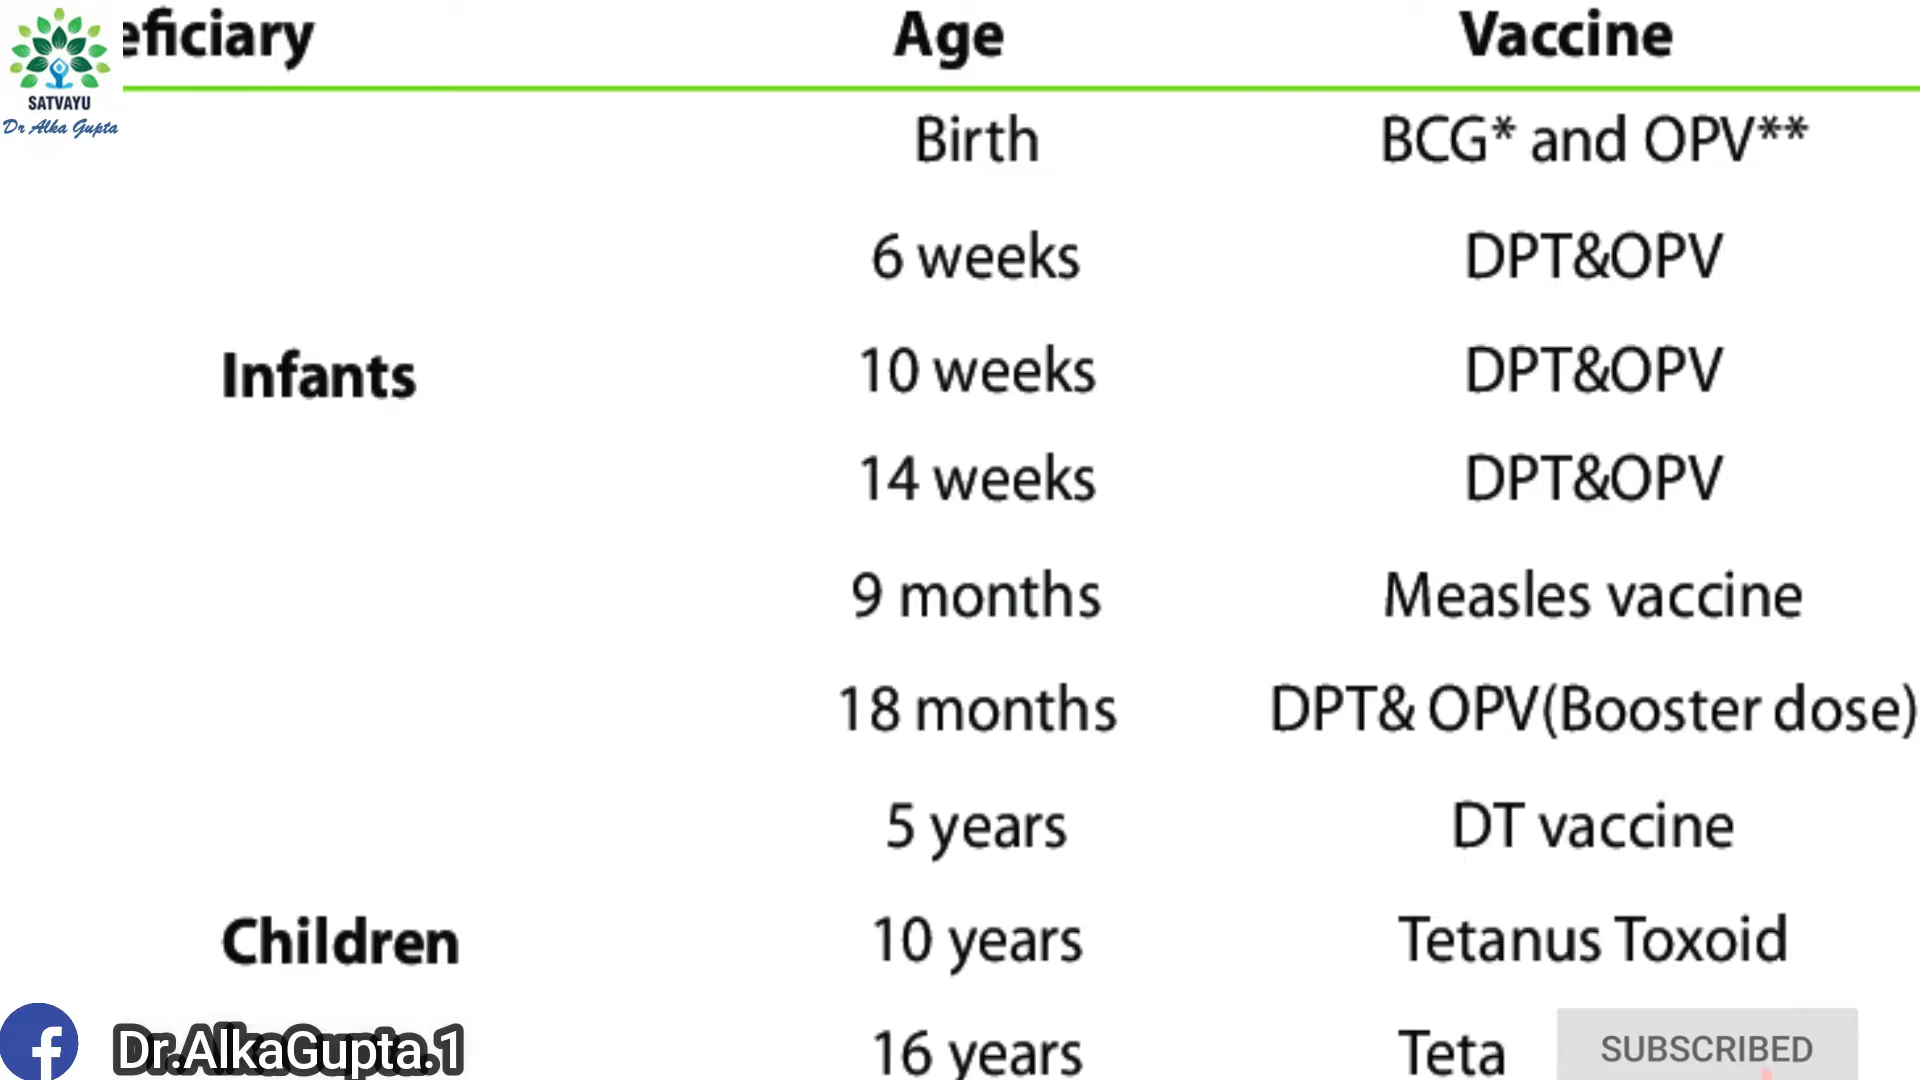 eficiary Age Vaccine
SATVAYU
Dr Alka Gupta
Birth BCG* and OPV**
6 weeks DPT&OPV
Infants 10 weeks DPT&OPV
14 weeks DPT&OPV
9 months Measles vaccine
18 months DPT& OPV(Booster dose)
5 years DT vaccine
Children 10 years Tetanus Toxoid
Dr.AlkaGupta.1 16 years Teta SUBSCRIBED